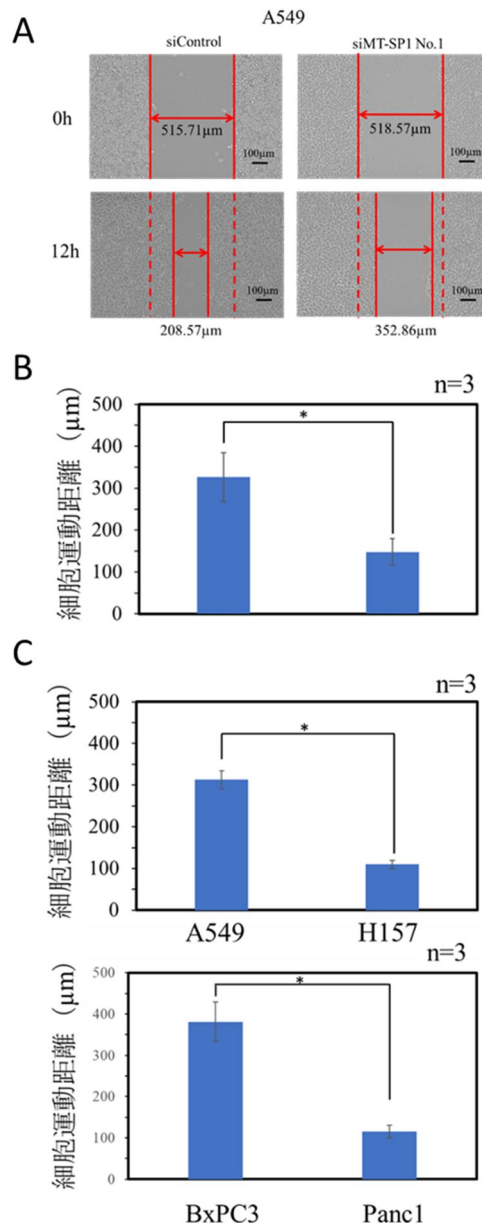 A549
A
siControl
siMT-SP1 No.1
0h
515.71μm
518.57μm
100μm
100μm
12h
100μm
100μm
208.57μm
352.86μm
B
n=3
細胞運動距離（μm）
500
400
300
200
100
0
*
C
n=3
細胞運動距離（μm）
500
400
300
200
100
0
*
A549 H157
n=3
細胞運動距離（μm）
500
400
300
200
100
0
*
BxPC3 Panc1